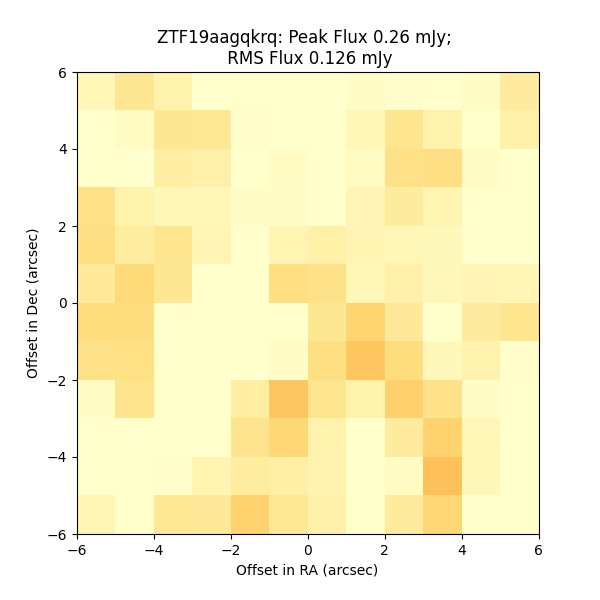 ZTF19aagqkrq: Peak Flux 0.26 mJy;
RMS Flux 0.126 mJy
6
4
2
0
−2
−4
−6
Offset in Dec (arcsec)
−6 −4 −2 0 2 4 6
Offset in RA (arcsec)